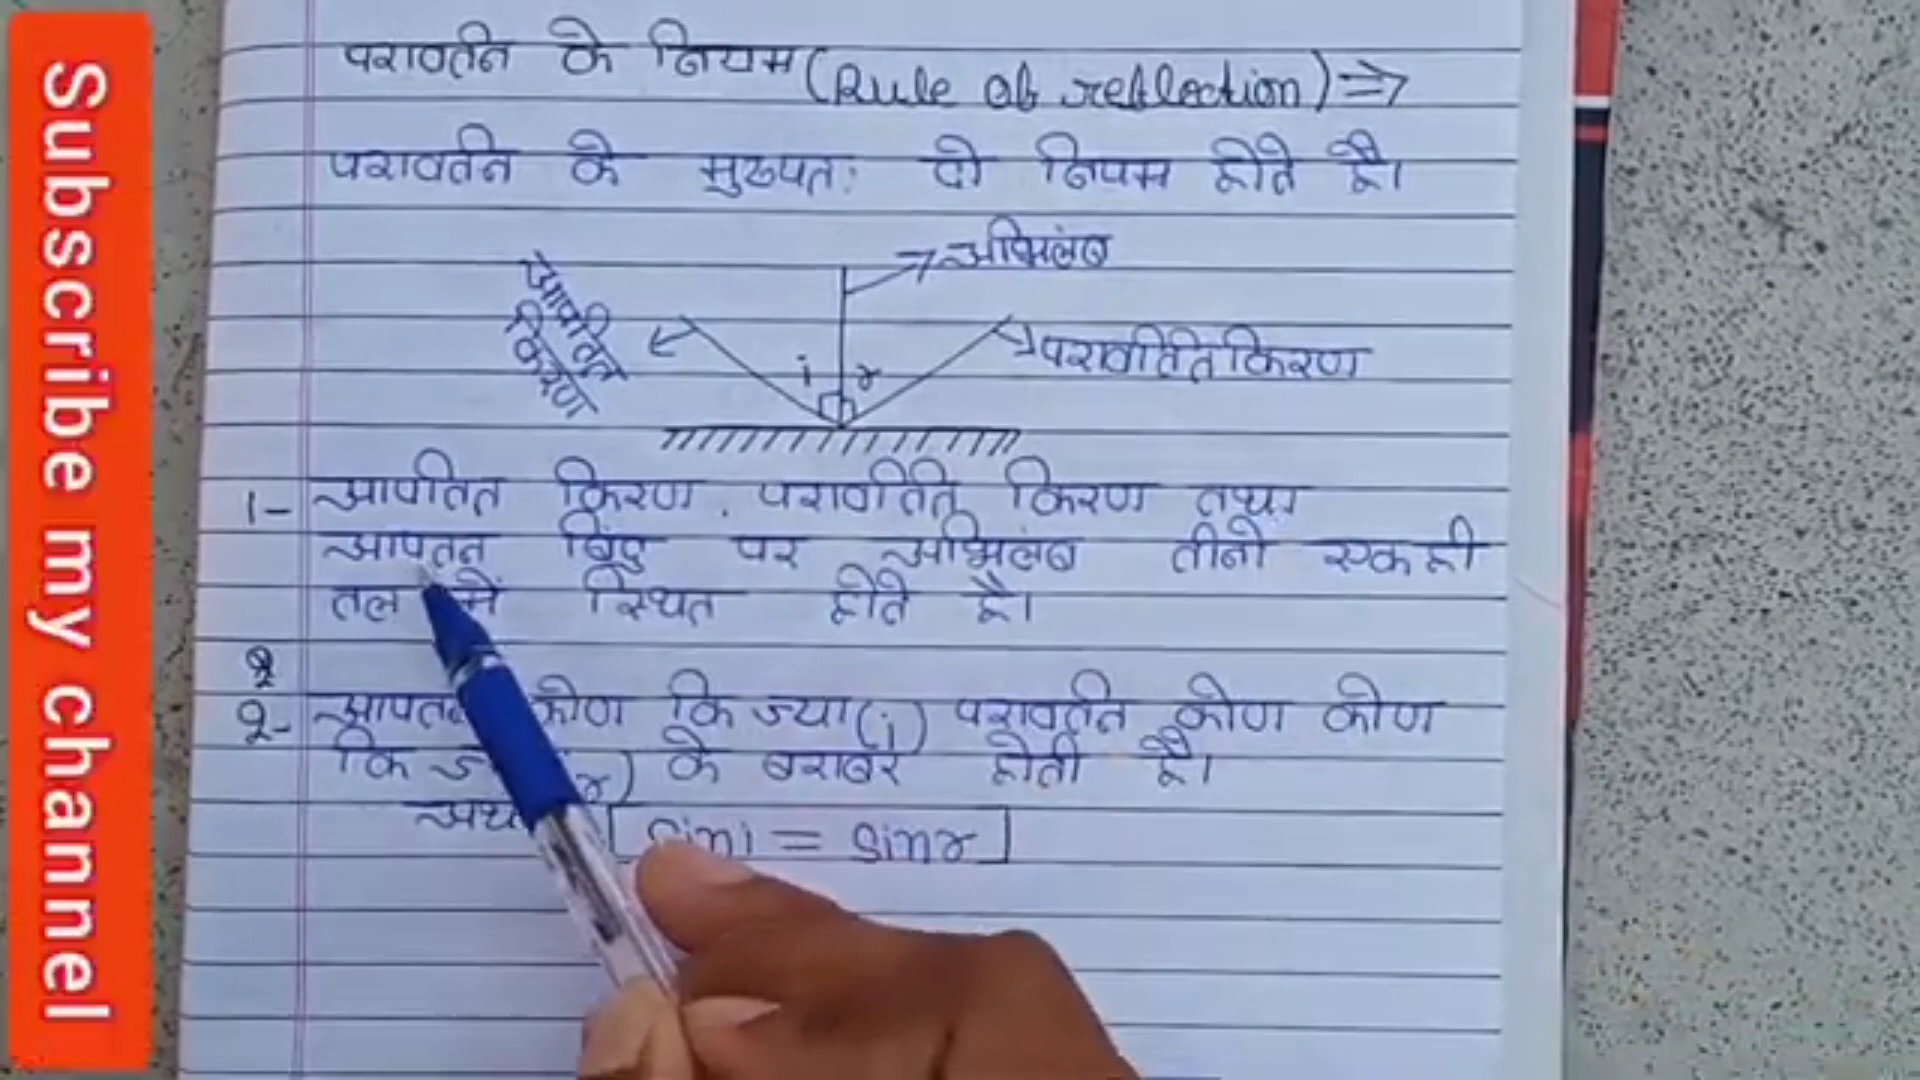 Subscribe my channel
परावर्तन के नियम (Rule of reflection) ⇒
परावर्तन के मुख्यतः दो नियम होते है।
अभिलंब
आपतित
किरण
परावर्तित किरण
i r
1- आपतित किरण, परावर्तित किरण तथा
आपतन बिंदु पर अभिलंब तीनो एक ही
तल में स्थित होते है।
2- आपतन कोण कि ज्या(i) परावर्तन कोण कोण
कि r) के बराबर होती है।
sini = sinr